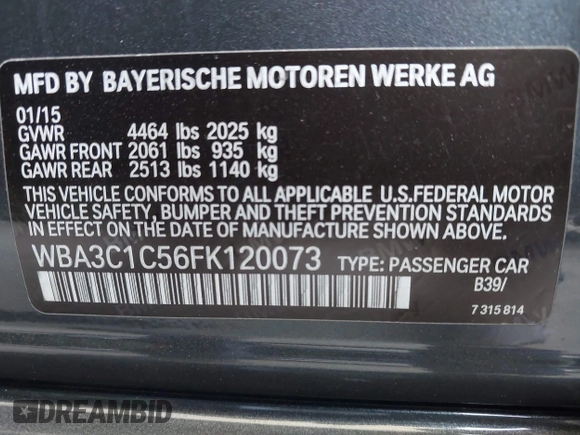 MFD BY BAYERISCHE MOTOREN WERKE AG
01/15
GVWR 4464 lbs 2025 kg
GAWR FRONT 2061 lbs 935 kg
GAWR REAR 2513 lbs 1140 kg
THIS VEHICLE CONFORMS TO ALL APPLICABLE U.S.FEDERAL MOTOR
VEHICLE SAFETY, BUMPER AND THEFT PREVENTION STANDARDS
IN EFFECT ON THE DATE OF MANUFACTURE SHOWN ABOVE.
WBA3C1C56FK120073 TYPE: PASSENGER CAR
B39/
7 315 814
DREAMBID